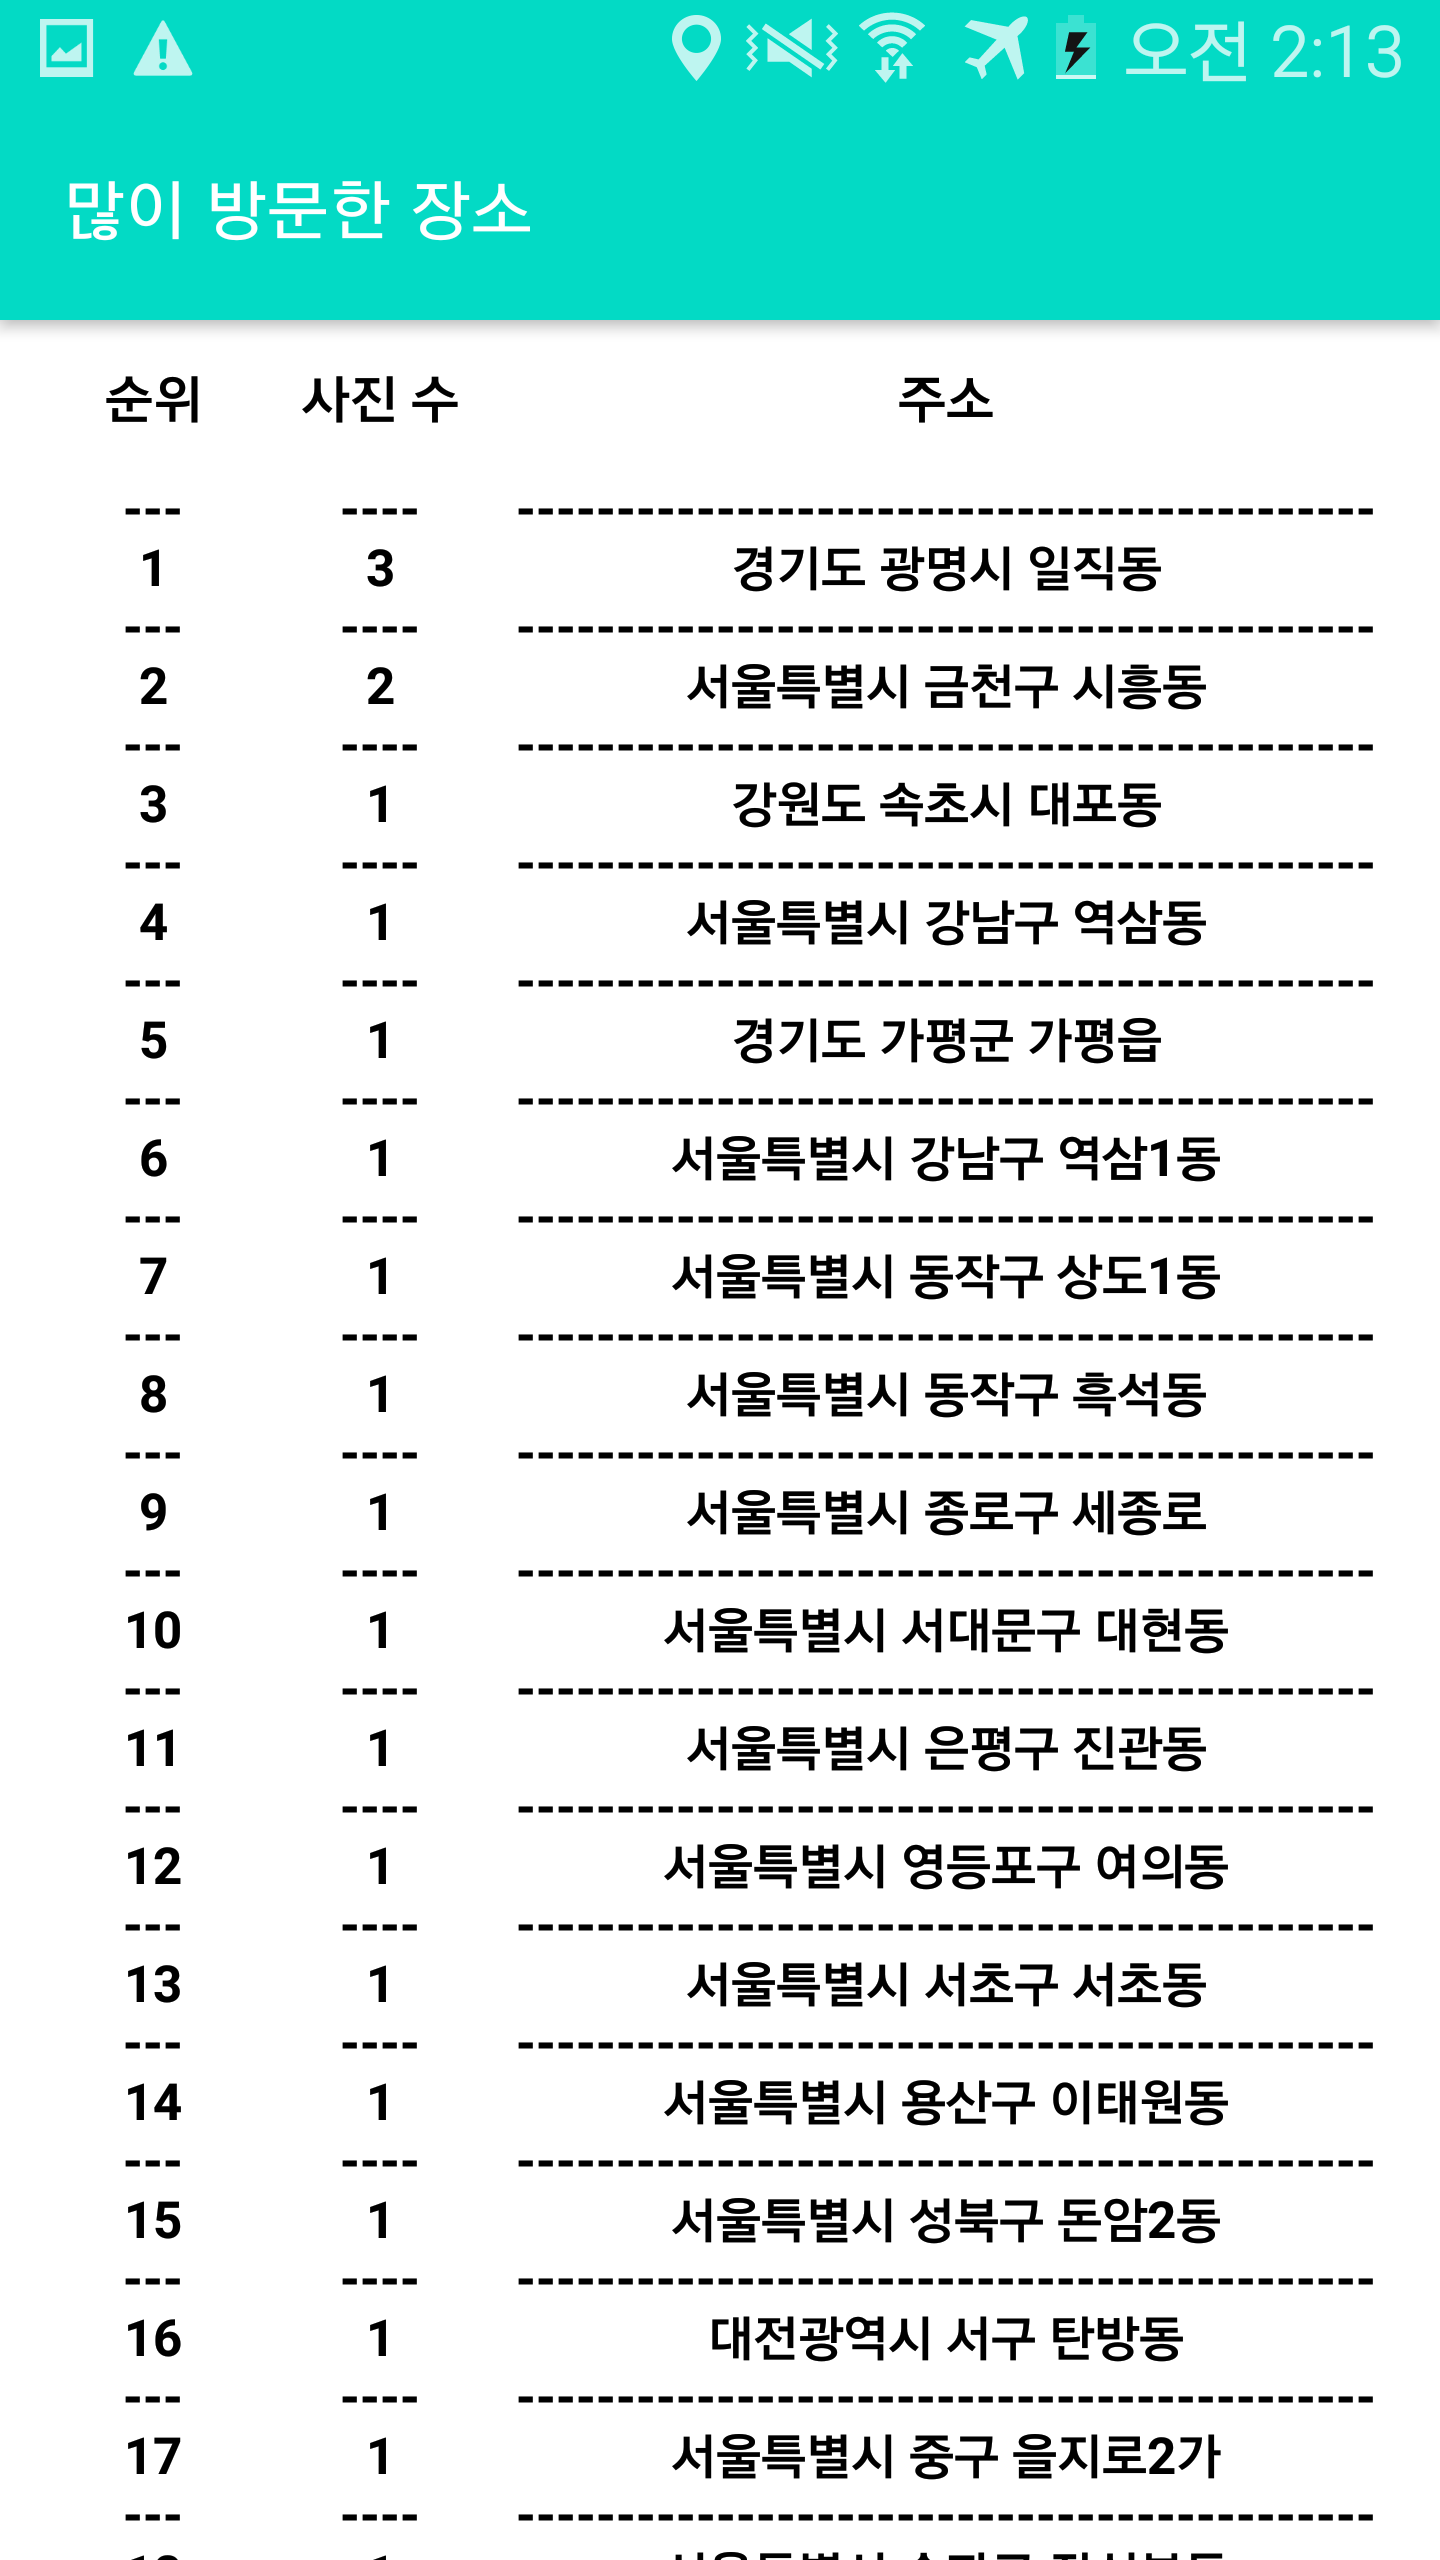 오전 2:13
많이 방문한 장소
순위 사진 수 주소
--- ---- -------------------------------------------
1 3 경기도 광명시 일직동
--- ---- -------------------------------------------
2 2 서울특별시 금천구 시흥동
--- ---- -------------------------------------------
3 1 강원도 속초시 대포동
--- ---- -------------------------------------------
4 1 서울특별시 강남구 역삼동
--- ---- -------------------------------------------
5 1 경기도 가평군 가평읍
--- ---- -------------------------------------------
6 1 서울특별시 강남구 역삼1동
--- ---- -------------------------------------------
7 1 서울특별시 동작구 상도1동
--- ---- -------------------------------------------
8 1 서울특별시 동작구 흑석동
--- ---- -------------------------------------------
9 1 서울특별시 종로구 세종로
--- ---- -------------------------------------------
10 1 서울특별시 서대문구 대현동
--- ---- -------------------------------------------
11 1 서울특별시 은평구 진관동
--- ---- -------------------------------------------
12 1 서울특별시 영등포구 여의동
--- ---- -------------------------------------------
13 1 서울특별시 서초구 서초동
--- ---- -------------------------------------------
14 1 서울특별시 용산구 이태원동
--- ---- -------------------------------------------
15 1 서울특별시 성북구 돈암2동
--- ---- -------------------------------------------
16 1 대전광역시 서구 탄방동
--- ---- -------------------------------------------
17 1 서울특별시 중구 을지로2가
--- ---- -------------------------------------------